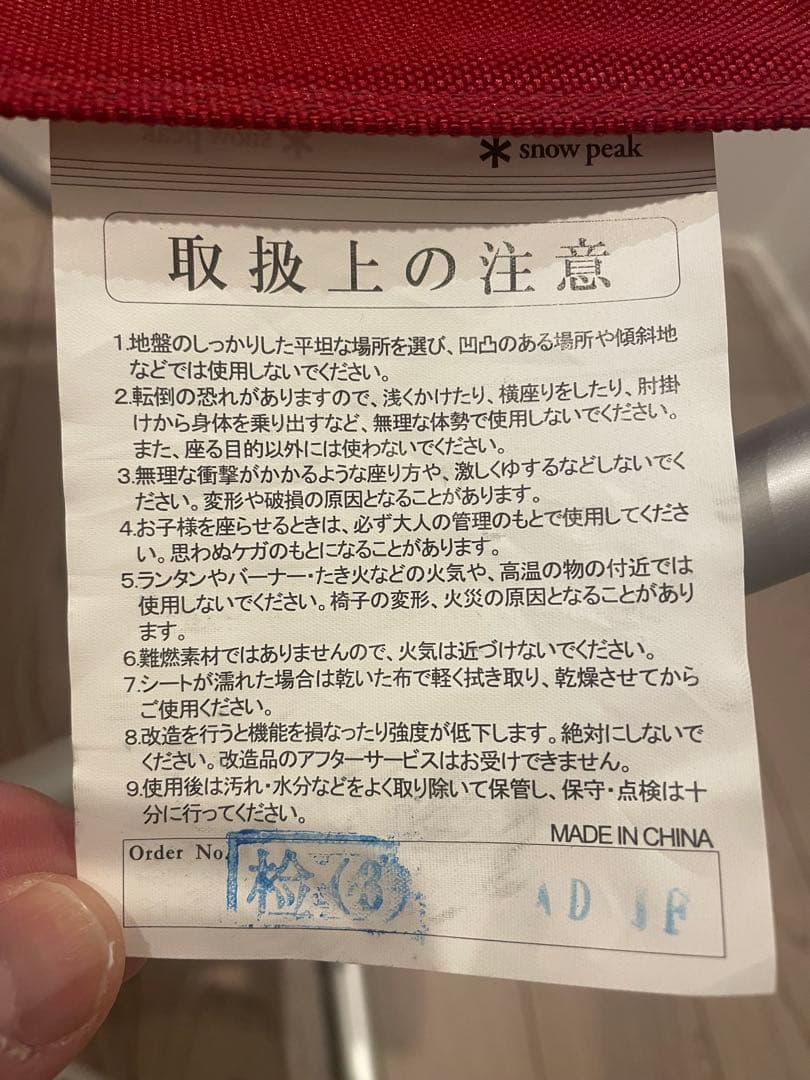 snow peak
取扱上の注意
1.地盤のしっかりした平坦な場所を選び、凹凸のある場所や傾斜地
などでは使用しないでください。
2.転倒の恐れがありますので、浅くかけたり、横座りをしたり、肘掛
けから身体を乗り出すなど、無理な体勢で使用しないでください。
また、座る目的以外には使わないでください。
3.無理な衝撃がかかるような座り方や、激しくゆするなどしないでく
ださい。変形や破損の原因となることがあります。
4.お子様を座らせるときは、必ず大人の管理のもとで使用してくださ
い。思わぬケガのもとになることがあります。
5.ランタンやバーナー・たき火などの火気や、高温の物の付近では
使用しないでください。椅子の変形、火災の原因となることがあり
ます。
6.難燃素材ではありませんので、火気は近づけないでください。
7.シートが濡れた場合は乾いた布で軽く拭き取り、乾燥させてから
ご使用ください。
8.改造を行うと機能を損なったり強度が低下します。絶対にしないで
ください。改造品のアフターサービスはお受けできません。
9.使用後は汚れ・水分などをよく取り除いて保管し、保守・点検は十
分に行ってください。
MADE IN CHINA
Order No.
検(3)